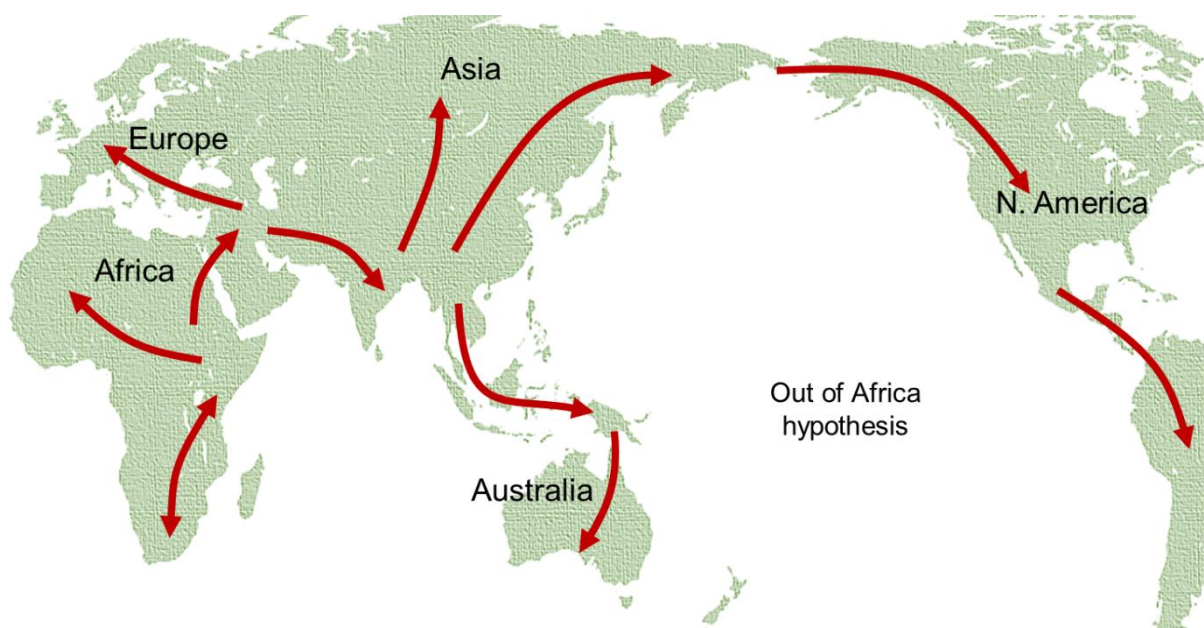 Asia
Europe
N. America
Africa
Out of Africa
hypothesis
Australia